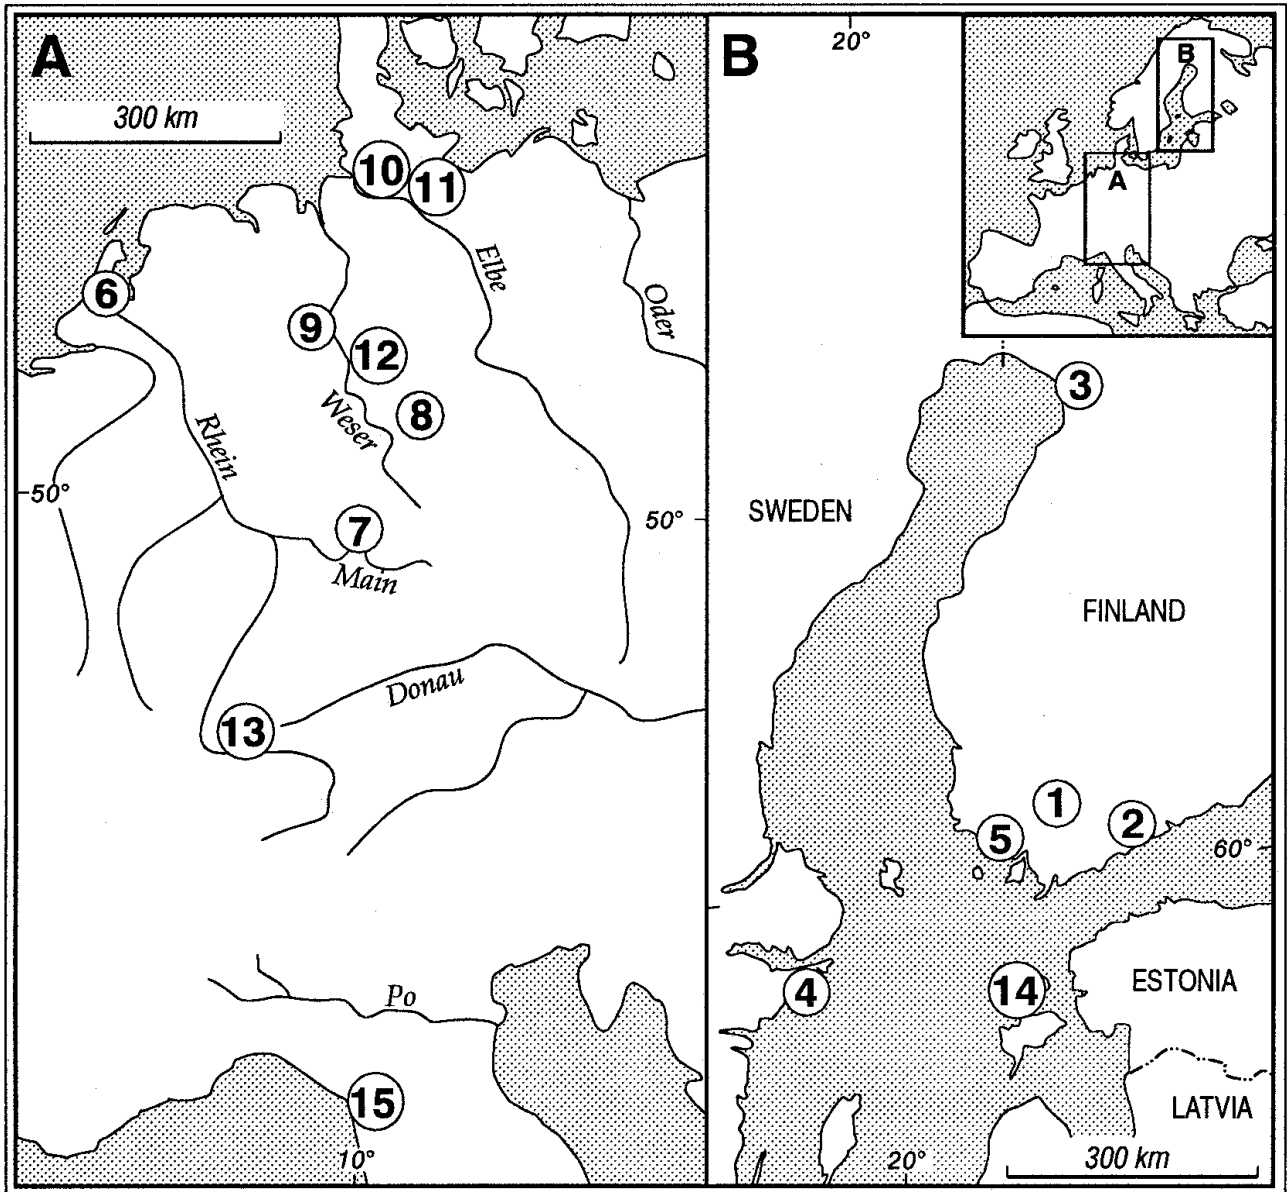 A
300 km
10
11
6
Elbe
Oder
9
12
Weser
8
Rhein
50°
7
Main
50°
Donau
13
Po
15
10°
B
20°
B
A
3
SWEDEN
FINLAND
1
2
5
60°
4
14
ESTONIA
LATVIA
20°
300 km